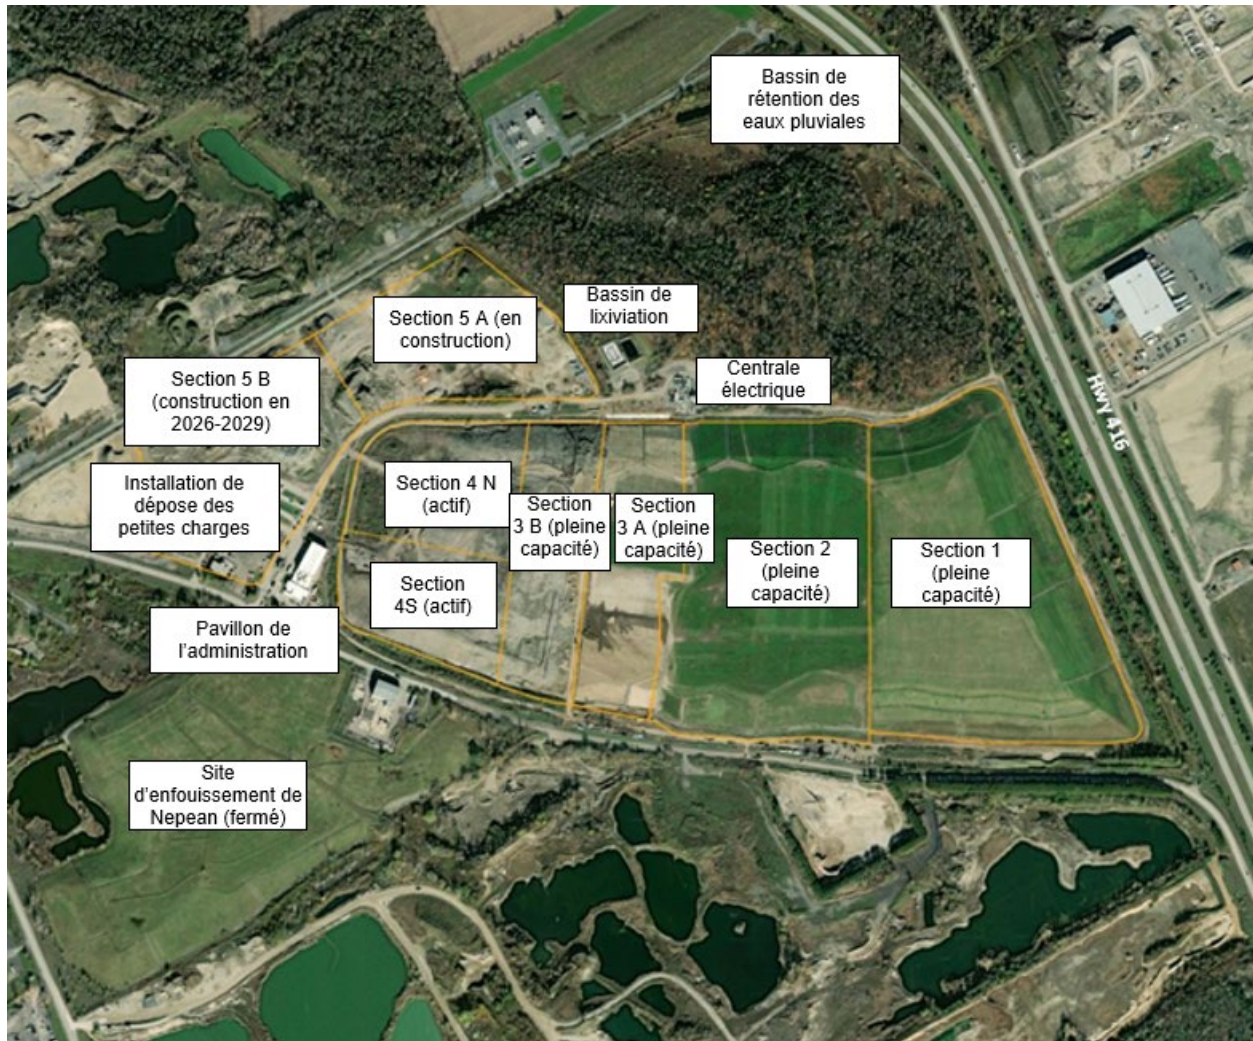 Bassin de
rétention des
eaux pluviales
Bassin de
lixiviation
Section 5 A (en
construction)
Centrale
électrique
Section 5 B
(construction en
2026-2029)
Hwy 416
Installation de
dépose des
petites charges
Section 4 N
(actif)
Section
3 B (pleine
capacité)
Section
3 A (pleine
capacité)
Section 2
(pleine
capacité)
Section 1
(pleine
capacité)
Section
4S (actif)
Pavillon de
l’administration
Site
d’enfouissement de
Nepean (fermé)